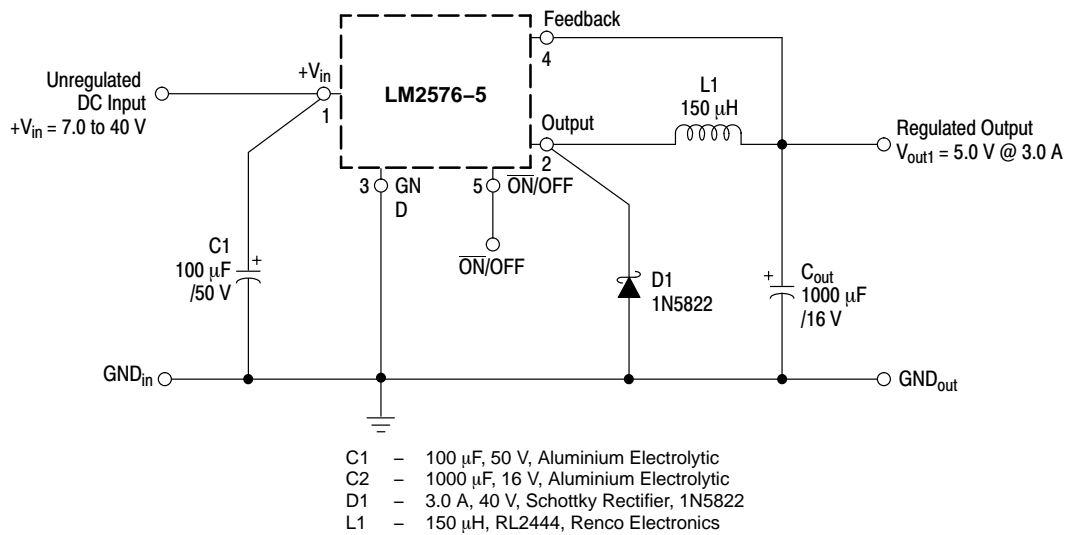 Feedback
4
+Vin
1
Unregulated
DC Input
+Vin = 7.0 to 40 V
LM2576−5
L1
150 μH
Output
2
Regulated Output
Vout1 = 5.0 V @ 3.0 A
3 GN
D
5 ON/OFF
ON/OFF
C1
100 μF
/50 V
+
D1
1N5822
+
Cout
1000 μF
/16 V
GNDin
GNDout
C1 – 100 μF, 50 V, Aluminium Electrolytic
C2 – 1000 μF, 16 V, Aluminium Electrolytic
D1 – 3.0 A, 40 V, Schottky Rectifier, 1N5822
L1 – 150 μH, RL2444, Renco Electronics